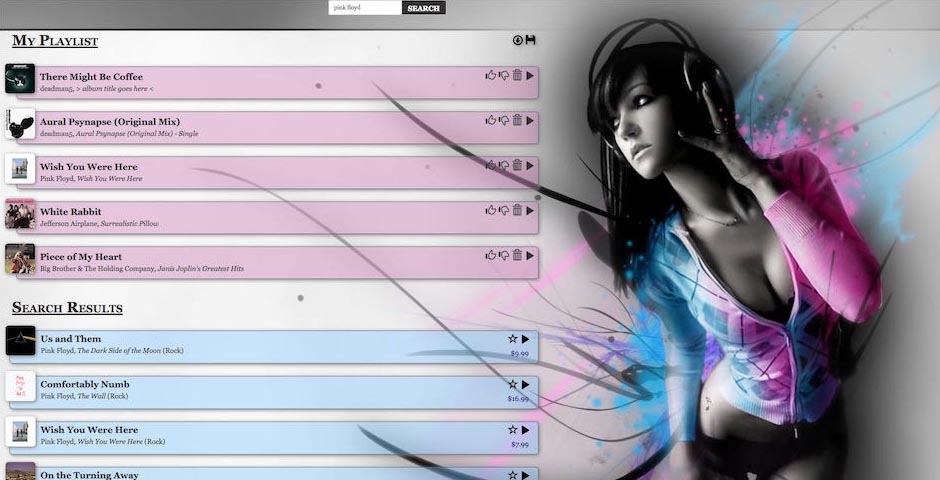 pink floyd
SEARCH
My Playlist
There Might Be Coffee
deadmau5, > album title goes here <
Aural Psynapse (Original Mix)
deadmau5, Aural Psynapse (Original Mix) - Single
Wish You Were Here
Pink Floyd, Wish You Were Here
White Rabbit
Jefferson Airplane, Surrealistic Pillow
Piece of My Heart
Big Brother & The Holding Company, Janis Joplin's Greatest Hits
Search Results
Us and Them
Pink Floyd, The Dark Side of the Moon (Rock)
$9.99
Comfortably Numb
Pink Floyd, The Wall (Rock)
$16.99
Wish You Were Here
Pink Floyd, Wish You Were Here (Rock)
$7.99
On the Turning Away